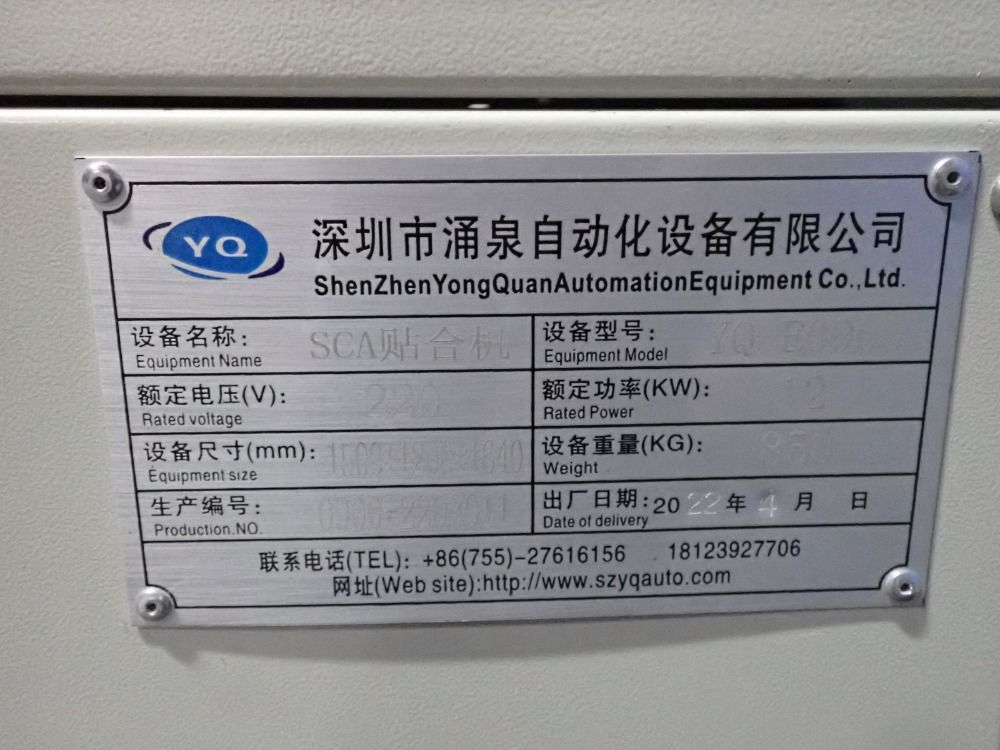 YQ
深圳市涌泉自动化设备有限公司
ShenZhenYongQuanAutomationEquipment Co.,Ltd.
设备名称: SCA贴合机 设备型号: YQ
Equipment Name Equipment Model
额定电压(V): 220 额定功率(KW):
Rated voltage Rated Power
设备尺寸(mm): 设备重量(KG):
Equipment size Weight
生产编号: 出厂日期: 2022年4月 日
Production.NO. Date of delivery
联系电话(TEL): +86(755)-27616156 18123927706
网址(Web site):http://www.szyqauto.com